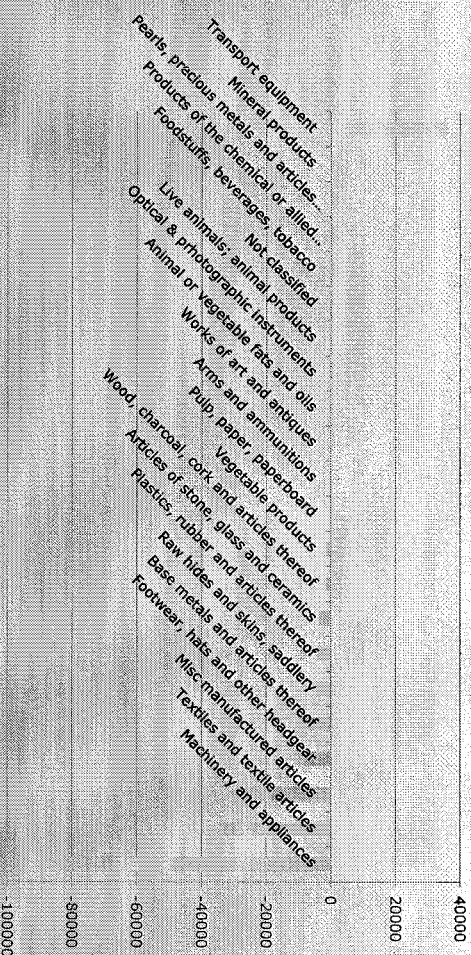 40000
20000
0
-20000
-40000
-60000
-80000
-100000
Transport equipment
Mineral products
Pearls, precious metals and articles...
Products of the chemical or allied...
Foodstuffs, beverages, tobacco
Not classified
Live animals; animal products
Optical & prhotographic instruments
Animal or vegetable fats and oils
Works of art and antiques
Arms and ammunitions
Pulp, paper, paperboard
Vegetable products
Wood, charcoal, cork and articles thereof
Articles of stone, glass and ceramics
Plastics, rubber and articles thereof
Raw hides and skins, saddlery
Base metals and articles thereof
Footwear, hats and other headgear
Misc manufactured articles
Textiles and textile articles
Machinery and appliances